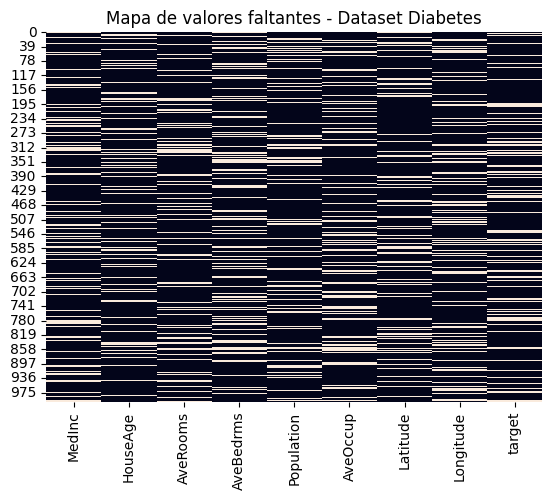 Mapa de valores faltantes - Dataset Diabetes
0
39
78
117
156
195
234
273
312
351
390
429
468
507
546
585
624
663
702
741
780
819
858
897
936
975
MedInc
HouseAge
AveRooms
AveBedrms
Population
AveOccup
Latitude
Longitude
target